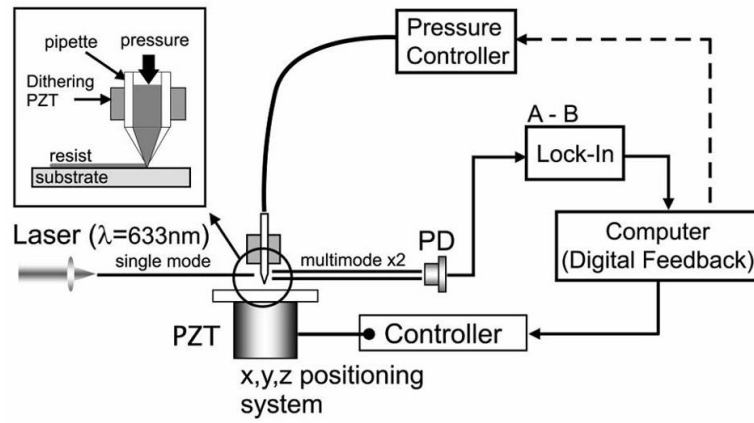 pipette
pressure
Dithering
PZT
resist
substrate
Pressure
Controller
A - B
Lock-In
Computer
(Digital Feedback)
Laser (λ=633nm)
single mode
multimode x2
PD
PZT
Controller
x,y,z positioning
system